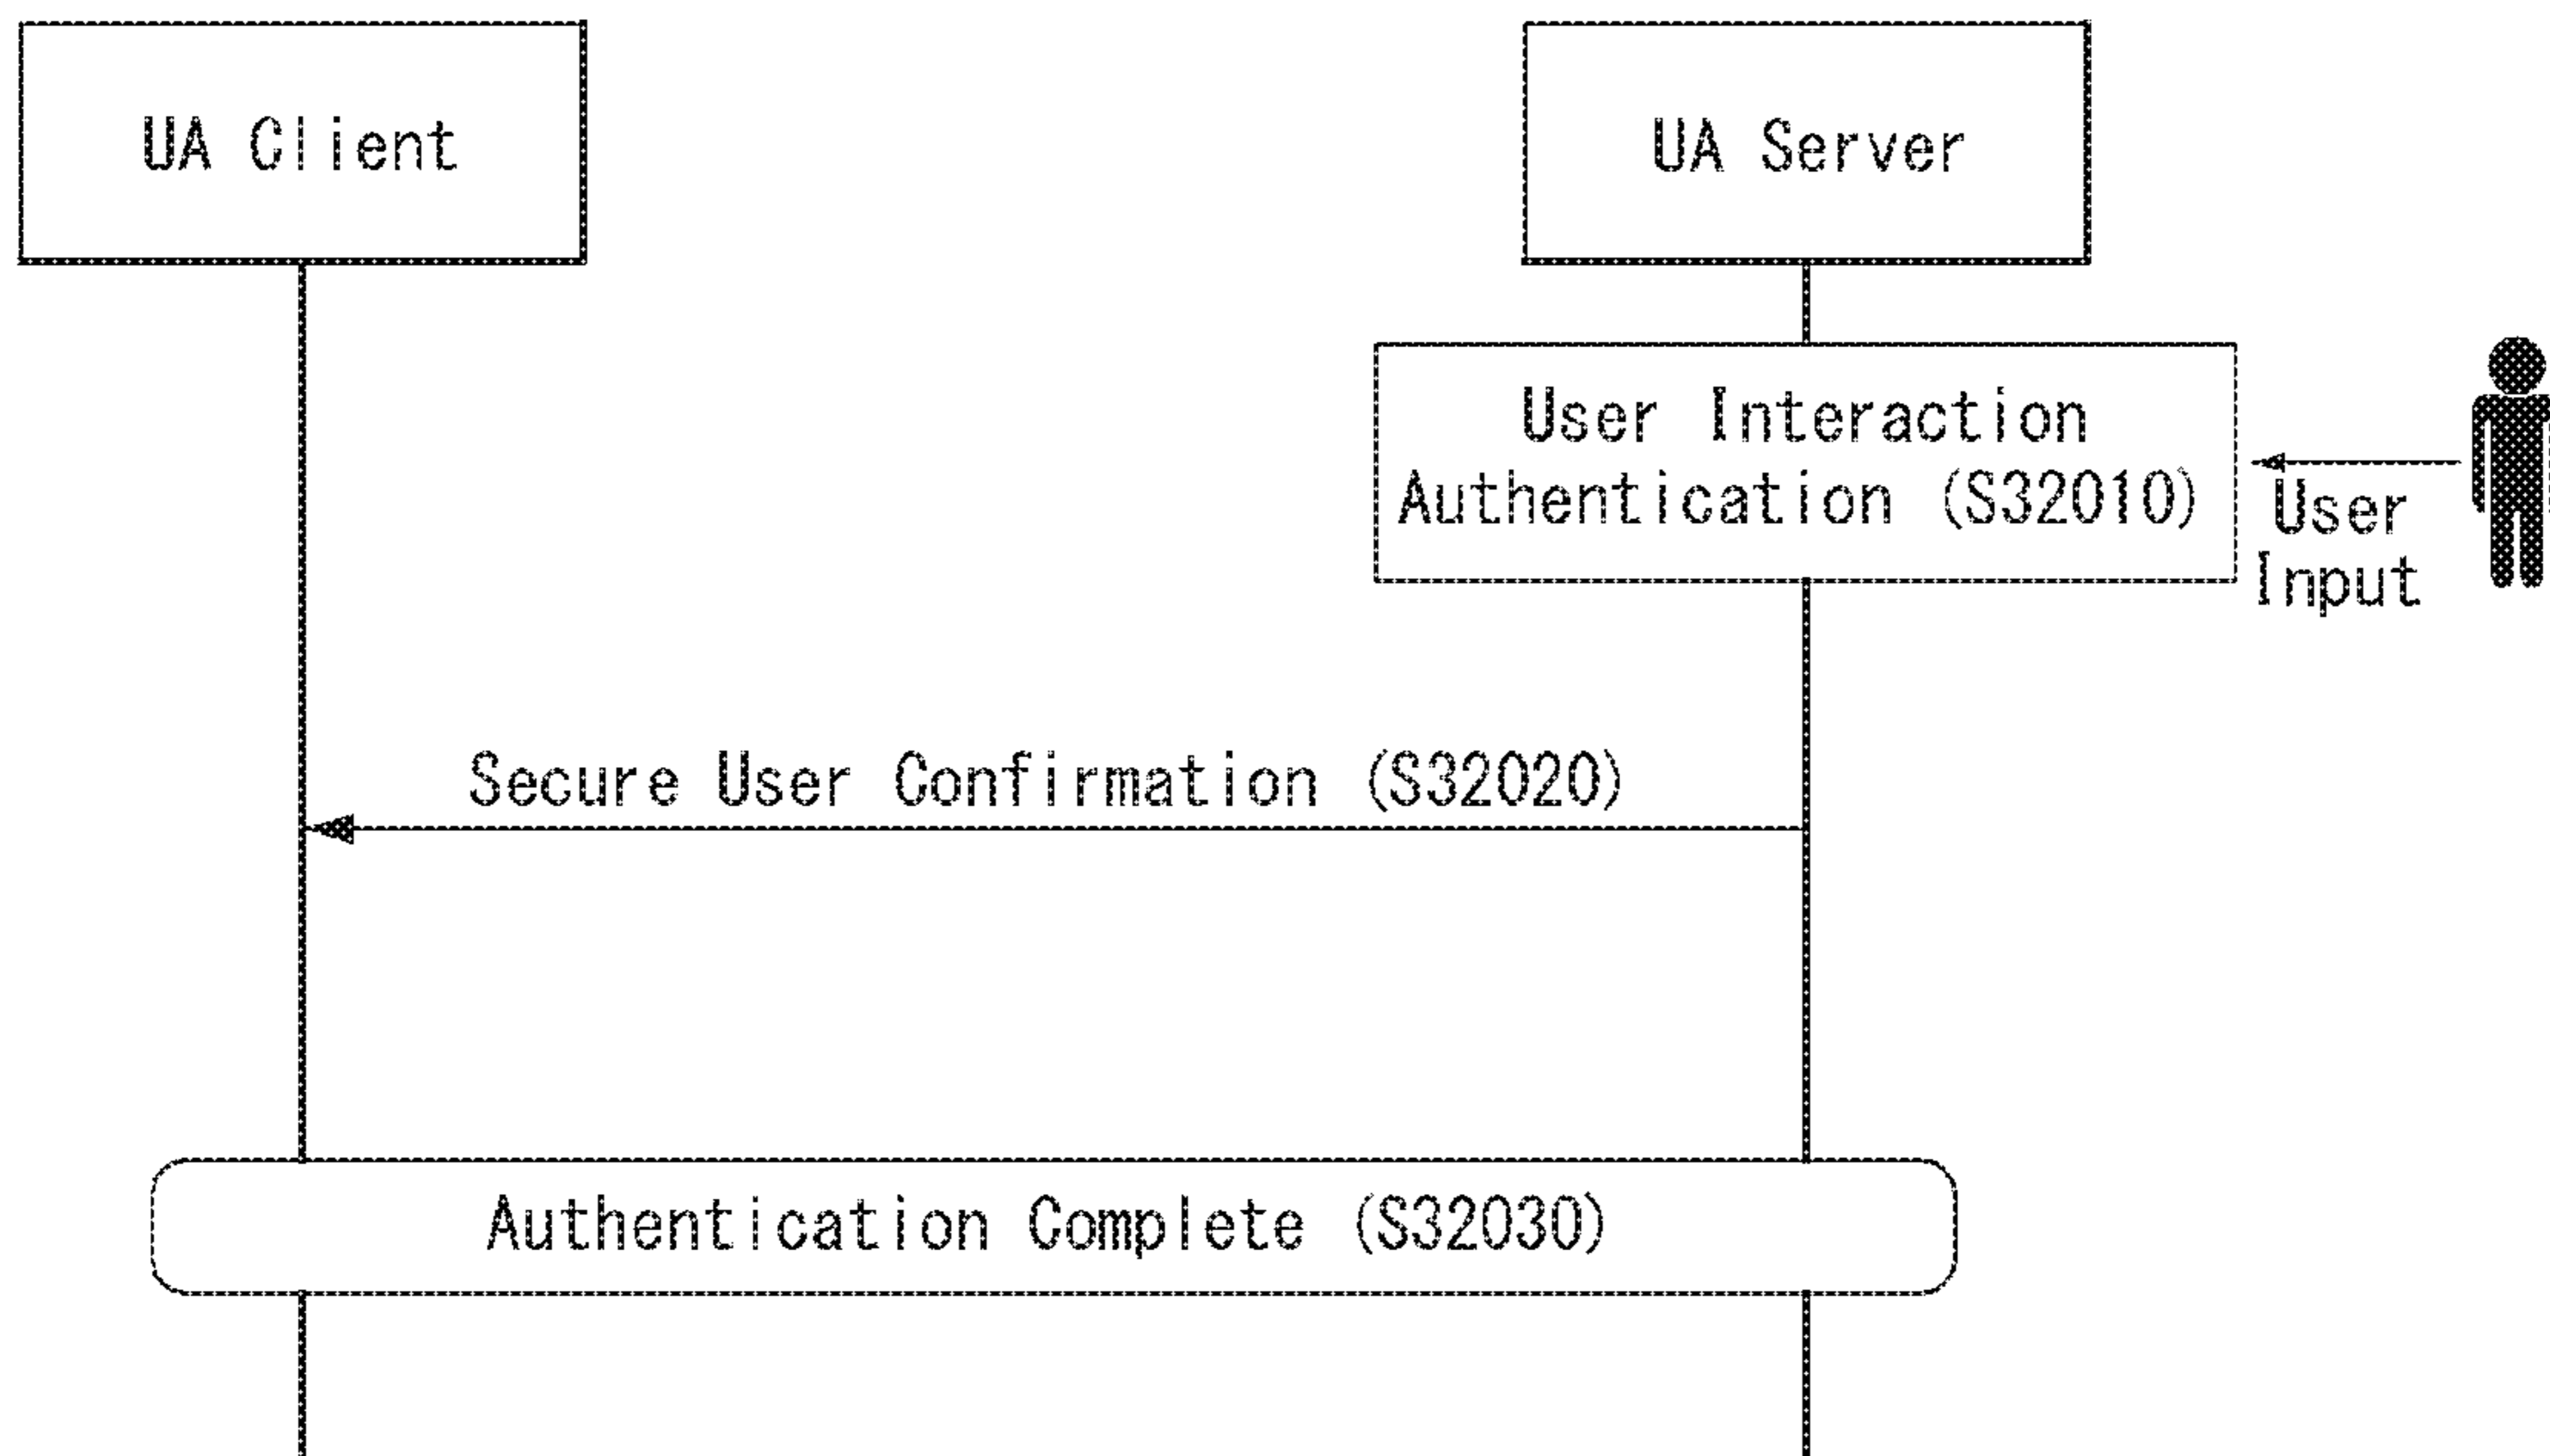 UA Client
UA Server
User Interaction
Authentication (S32010)
User
Input
Secure User Confirmation (S32020)
Authentication Complete (S32030)